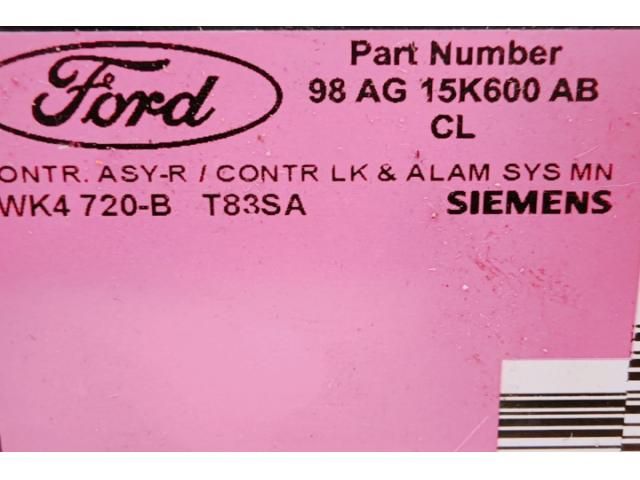 Ford
Part Number
98 AG 15K600 AB
CL
ONTR. ASY-R / CONTR LK & ALAM SYS MN
WK4 720-B T83SA
SIEMENS